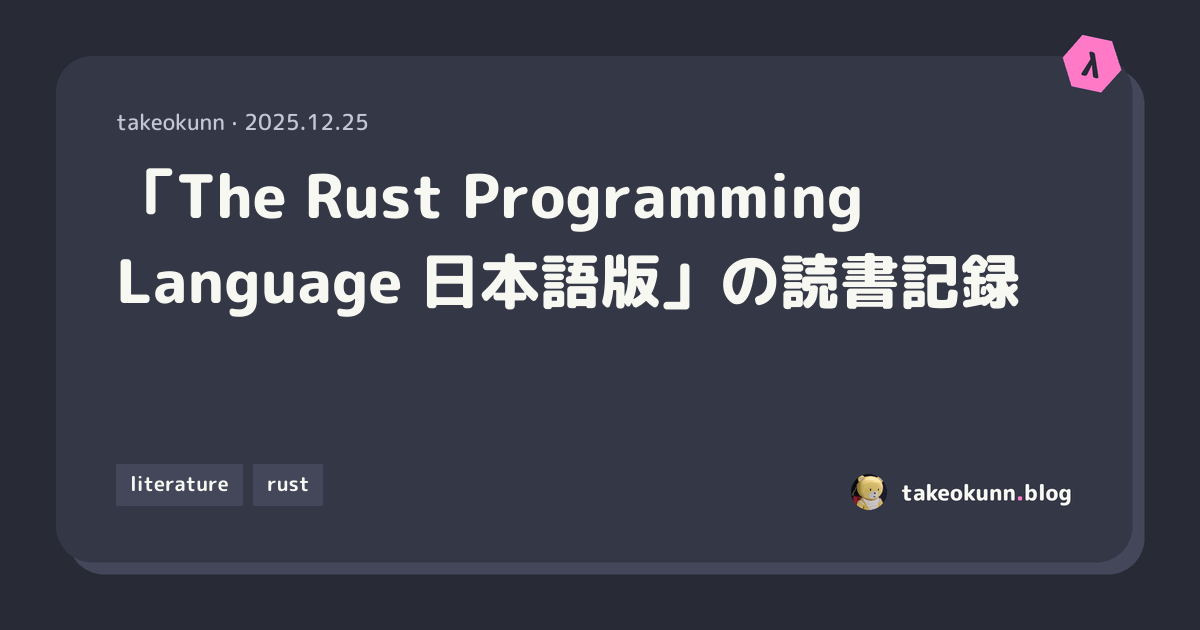 λ
takeokunn · 2025.12.25
「The Rust Programming
Language 日本語版」の読書記録
literature rust
takeokunn.blog